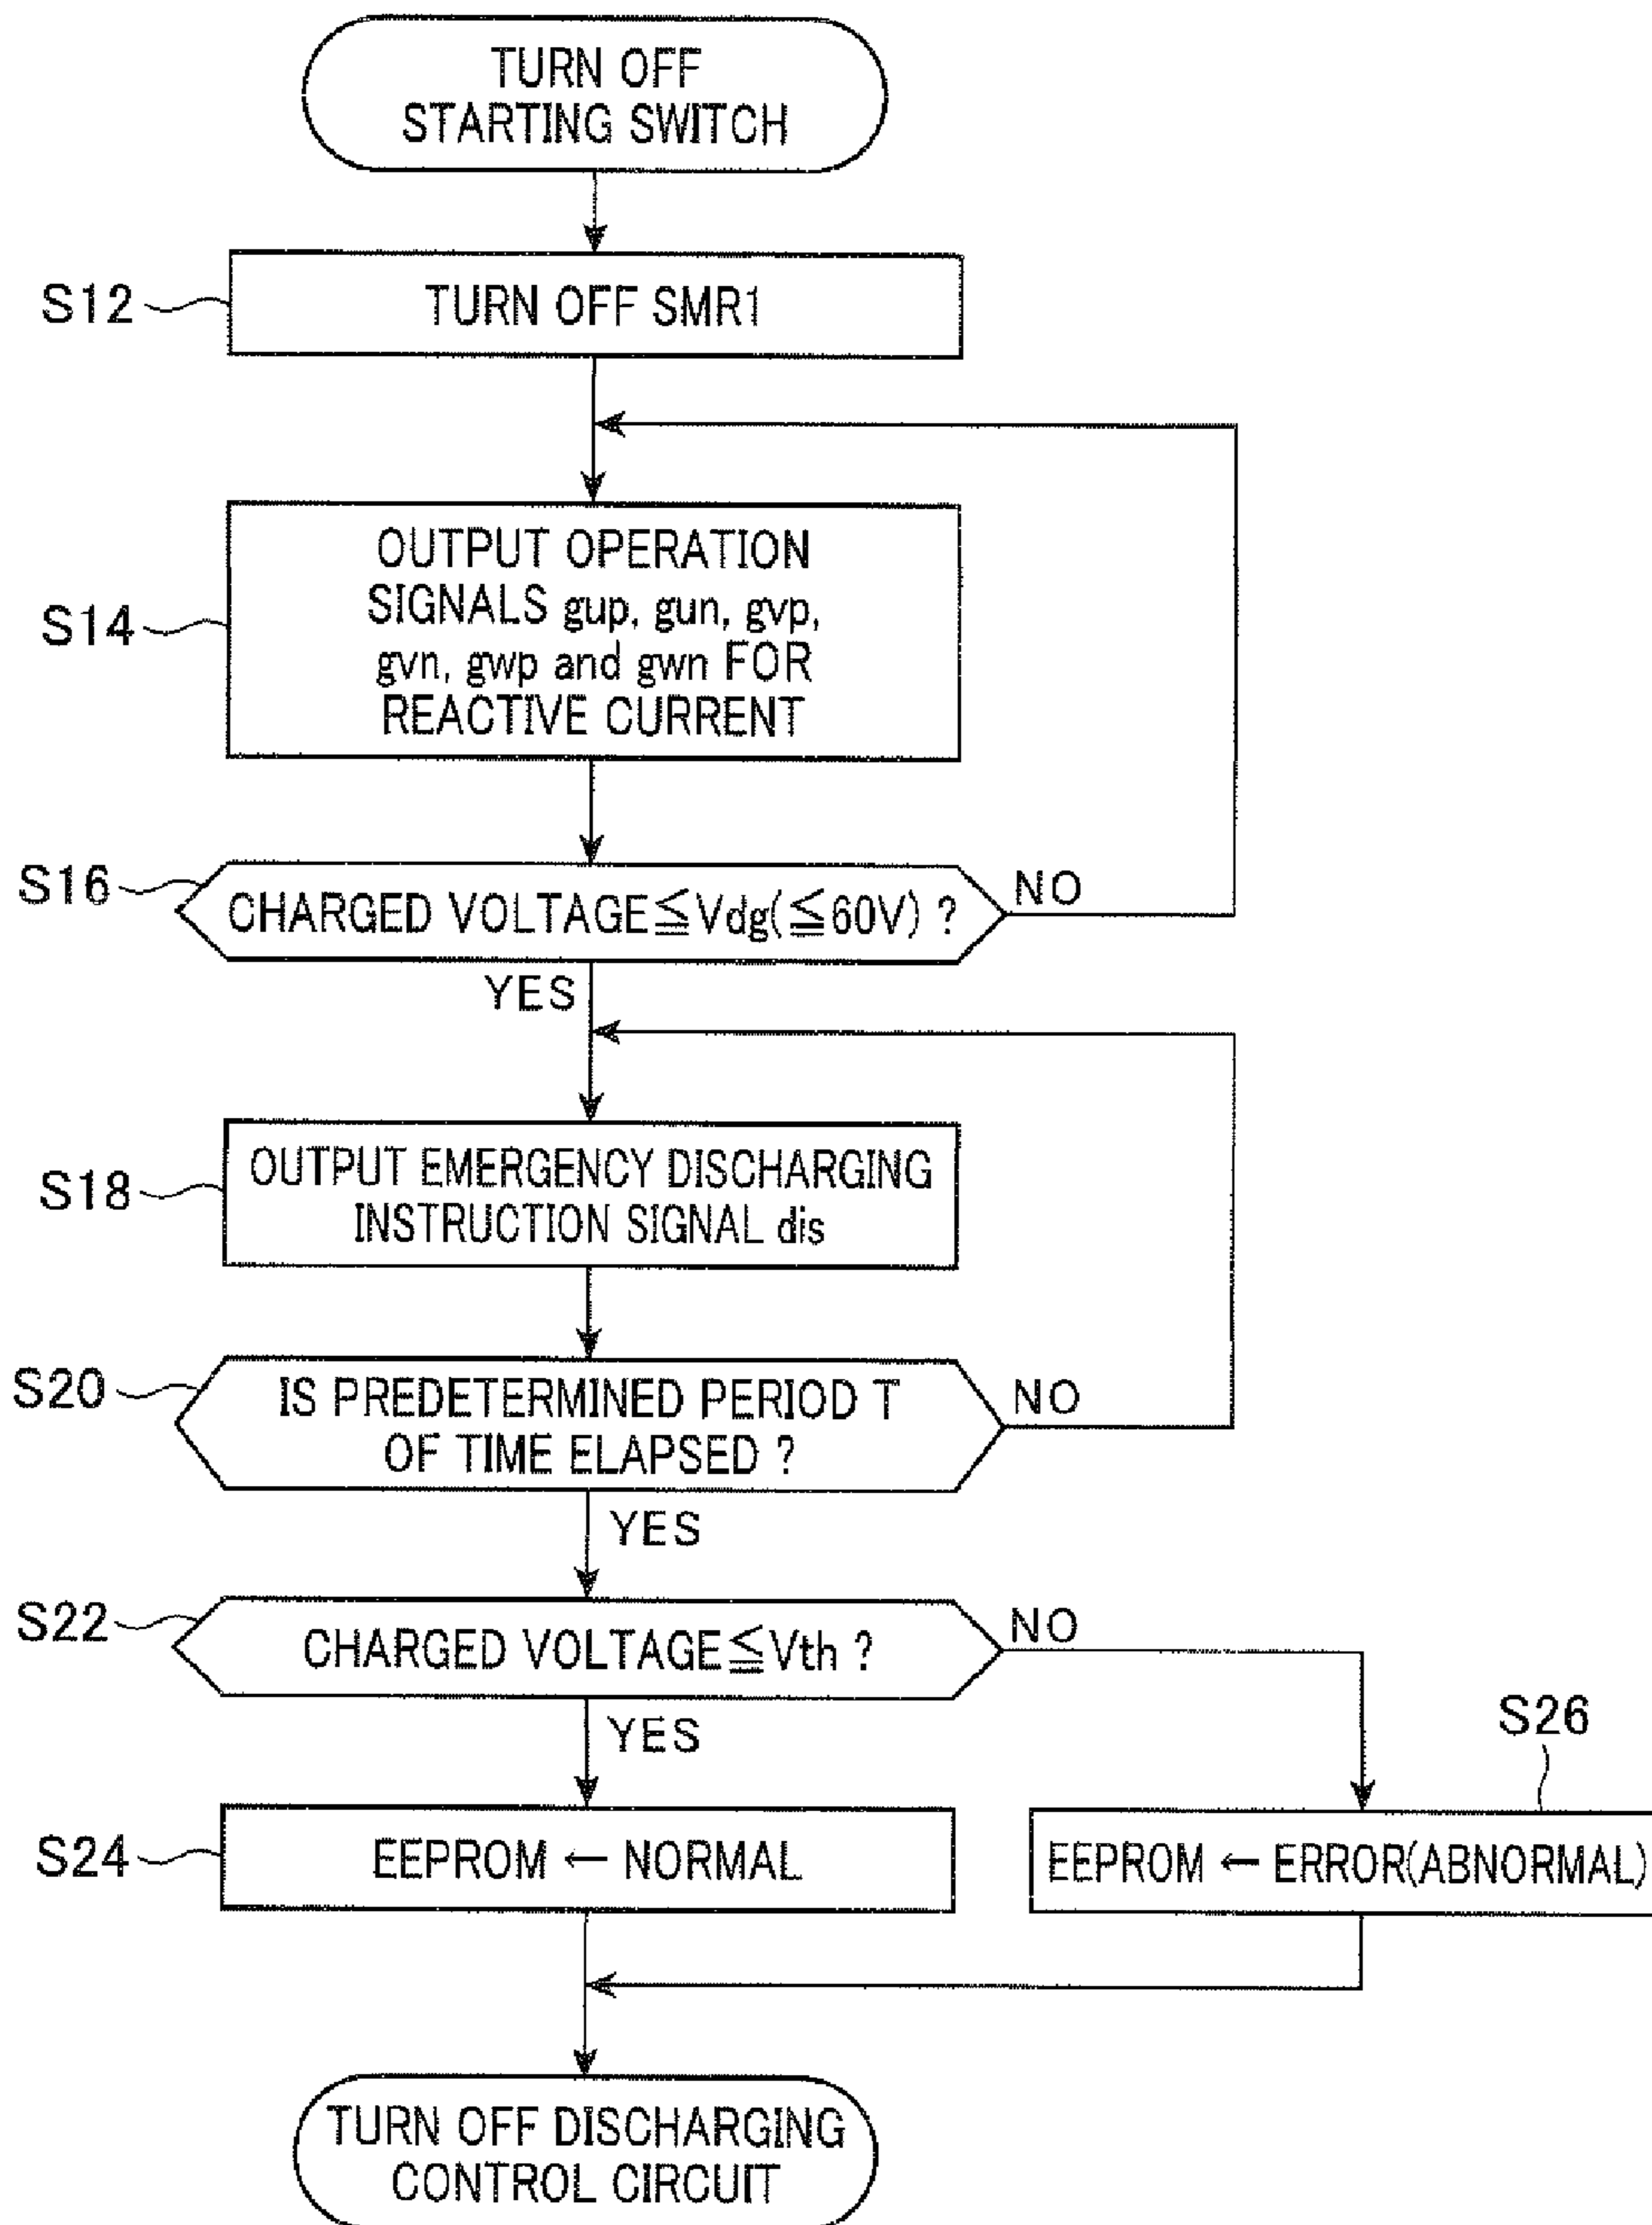 TURN OFF
STARTING SWITCH
S12
TURN OFF SMR1
S14
OUTPUT OPERATION
SIGNALS gup, gun, gvp,
gvn, gwp and gwn FOR
REACTIVE CURRENT
S16
CHARGED VOLTAGE≦Vdg(≦60V) ?
NO
YES
S18
OUTPUT EMERGENCY DISCHARGING
INSTRUCTION SIGNAL dis
S20
IS PREDETERMINED PERIOD T
OF TIME ELAPSED ?
NO
YES
S22
CHARGED VOLTAGE≦Vth ?
NO
YES
S26
S24
EEPROM ← NORMAL
EEPROM ← ERROR(ABNORMAL)
TURN OFF DISCHARGING
CONTROL CIRCUIT